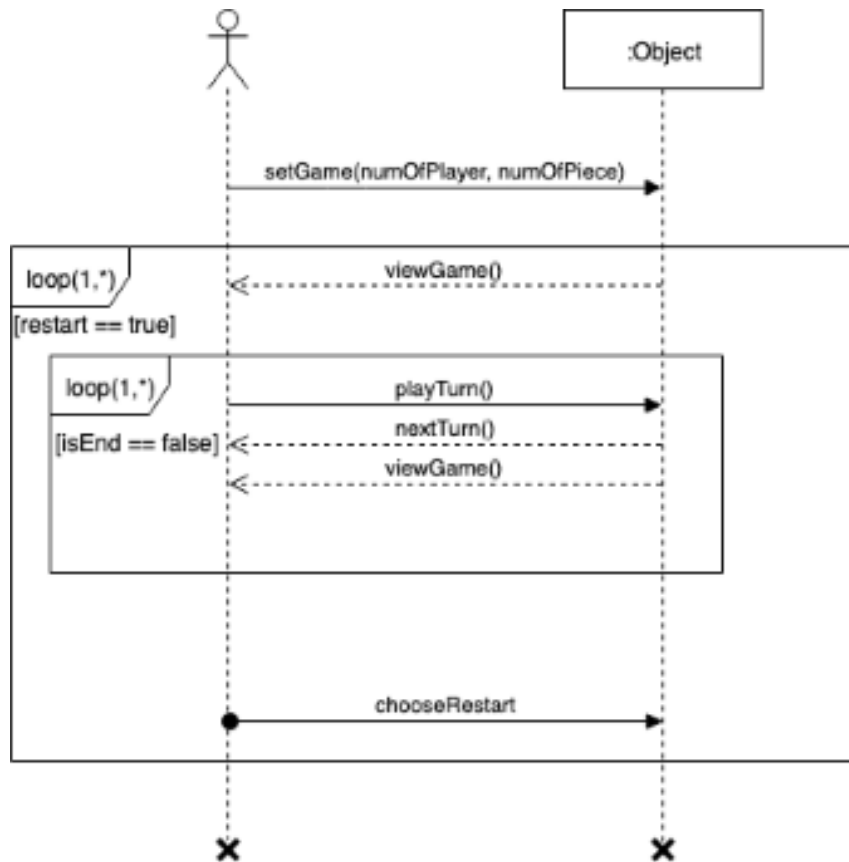 :Object
setGame(numOfPlayer, numOfPiece)
loop(1,*)
viewGame()
[restart == true]
loop(1,*)
playTurn()
[isEnd == false]
nextTurn()
viewGame()
chooseRestart